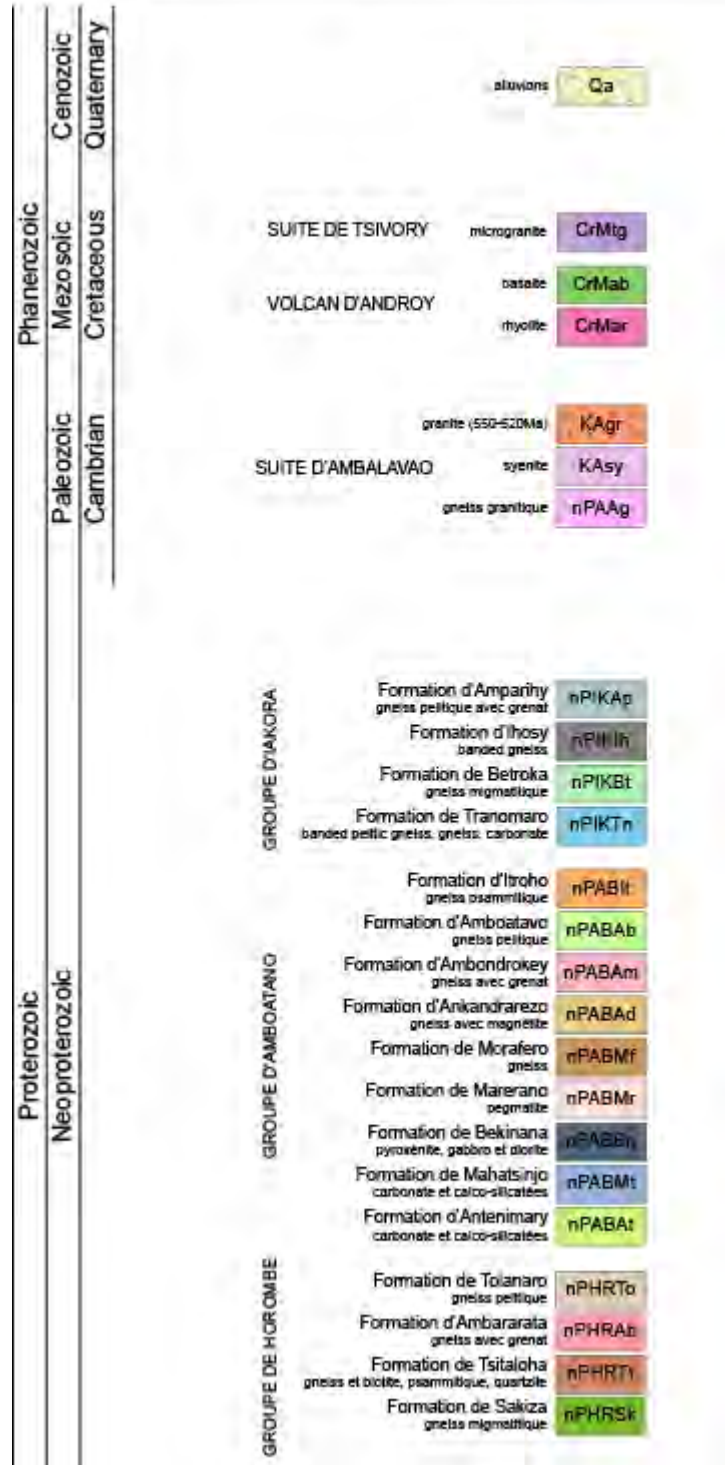 Phanerozoic
Cenozoic
Quaternary
alluvions Qa
Mezosoic
Cretaceous
SUITE DE TSIVORY microgranite CrMtg
VOLCAN D'ANDROY
basalte CrMab
rhyolite CrMar
Paleozoic
Cambrian
SUITE D'AMBALAVAO
granite (550-520Ma) KAgr
syenite KAsy
gneiss granitique nPAAg
Proterozoic
Neoproterozoic
GROUPE D'IAKORA
Formation d'Amparihy nPIKAp
gneiss pelitique avec grenat
Formation d'Ihosy nPIKIh
banded gneiss
Formation de Betroka nPIKBt
gneiss migmatitique
Formation de Tranomaro nPIKTn
banded pelitic gneiss, gneiss, carbonate
GROUPE D'AMBOATANO
Formation d'Itroho nPABIt
gneiss psammitique
Formation d'Amboatavo nPABAb
gneiss pelitique
Formation d'Ambondrokey nPABAm
gneiss avec grenat
Formation d'Ankandrarezo nPABAd
gneiss avec magnétite
Formation de Morafero nPABMf
gneiss
Formation de Marerano nPABMr
pegmatite
Formation de Bekinana
pyroxénite, gabbro et diorite
Formation de Mahatsinjo nPABMt
carbonate et calco-silicatées
Formation d'Antenimary nPABAt
carbonate et calco-silicatées
GROUPE DE HOROMBE
Formation de Tolanaro nPHRTo
gneiss pelitique
Formation d'Ambararata nPHRAb
gneiss avec grenat
Formation de Tsitaloha nPHRTt
gneiss et biotite, psammitique, quartzite
Formation de Sakiza nPHRSk
gneiss migmatitique